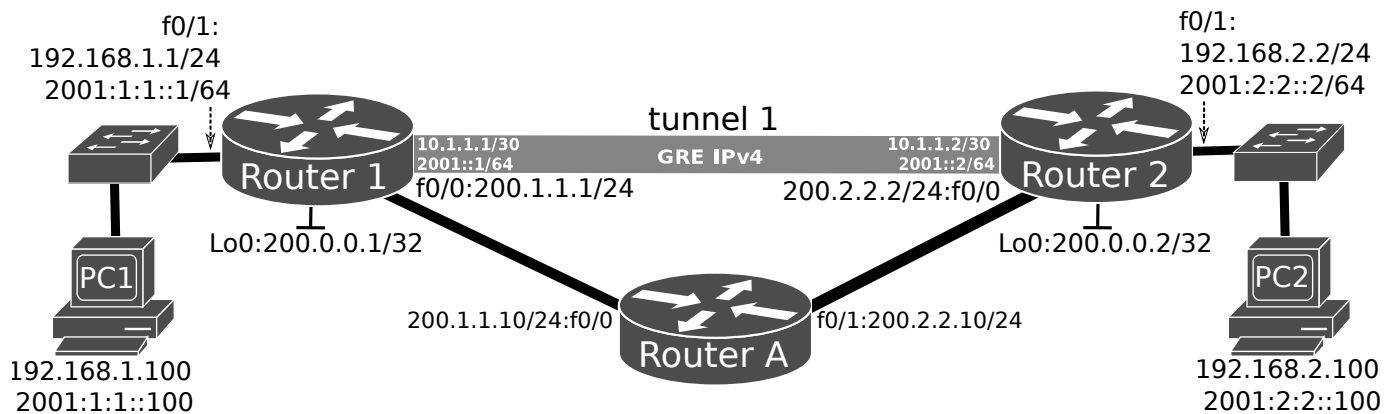 f0/1:
192.168.1.1/24
2001:1:1::1/64
f0/1:
192.168.2.2/24
2001:2:2::2/64
tunnel 1
10.1.1.1/30
2001::1/64
GRE IPv4
10.1.1.2/30
2001::2/64
Router 1
Router 2
f0/0:200.1.1.1/24
200.2.2.2/24:f0/0
Lo0:200.0.0.1/32
Lo0:200.0.0.2/32
PC1
PC2
200.1.1.10/24:f0/0
f0/1:200.2.2.10/24
Router A
192.168.1.100
2001:1:1::100
192.168.2.100
2001:2:2::100